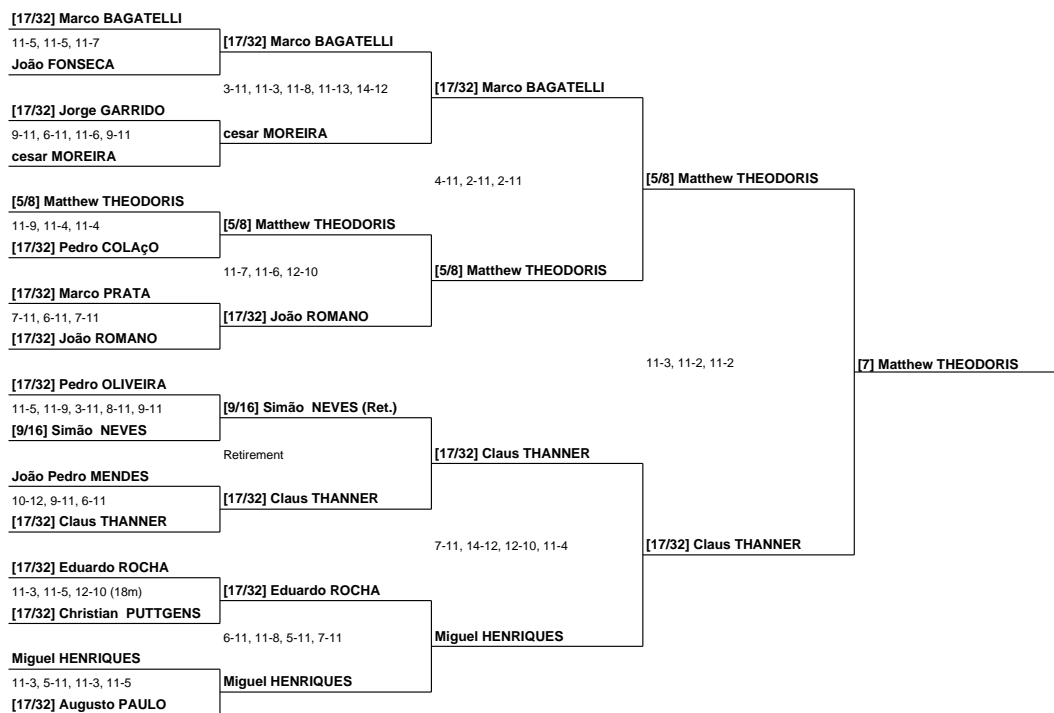 [17/32] Marco BAGATELLI
11-5, 11-5, 11-7
João FONSECA
[17/32] Jorge GARRIDO
9-11, 6-11, 11-6, 9-11
cesar MOREIRA
[5/8] Matthew THEODORIS
11-9, 11-4, 11-4
[17/32] Pedro COLAçO
[17/32] Marco PRATA
7-11, 6-11, 7-11
[17/32] João ROMANO
[17/32] Pedro OLIVEIRA
11-5, 11-9, 3-11, 8-11, 9-11
[9/16] Simão  NEVES
João Pedro MENDES
10-12, 9-11, 6-11
[17/32] Claus THANNER
[17/32] Eduardo ROCHA
11-3, 11-5, 12-10 (18m)
[17/32] Christian  PUTTGENS
Miguel HENRIQUES
11-3, 5-11, 11-3, 11-5
[17/32] Augusto PAULO
[17/32] Marco BAGATELLI
3-11, 11-3, 11-8, 11-13, 14-12
cesar MOREIRA
[5/8] Matthew THEODORIS
11-7, 11-6, 12-10
[17/32] João ROMANO
[9/16] Simão  NEVES (Ret.)
Retirement
[17/32] Claus THANNER
[17/32] Eduardo ROCHA
6-11, 11-8, 5-11, 7-11
Miguel HENRIQUES
[17/32] Marco BAGATELLI
4-11, 2-11, 2-11
[5/8] Matthew THEODORIS
[17/32] Claus THANNER
7-11, 14-12, 12-10, 11-4
Miguel HENRIQUES
[5/8] Matthew THEODORIS
11-3, 11-2, 11-2
[17/32] Claus THANNER
[7] Matthew THEODORIS